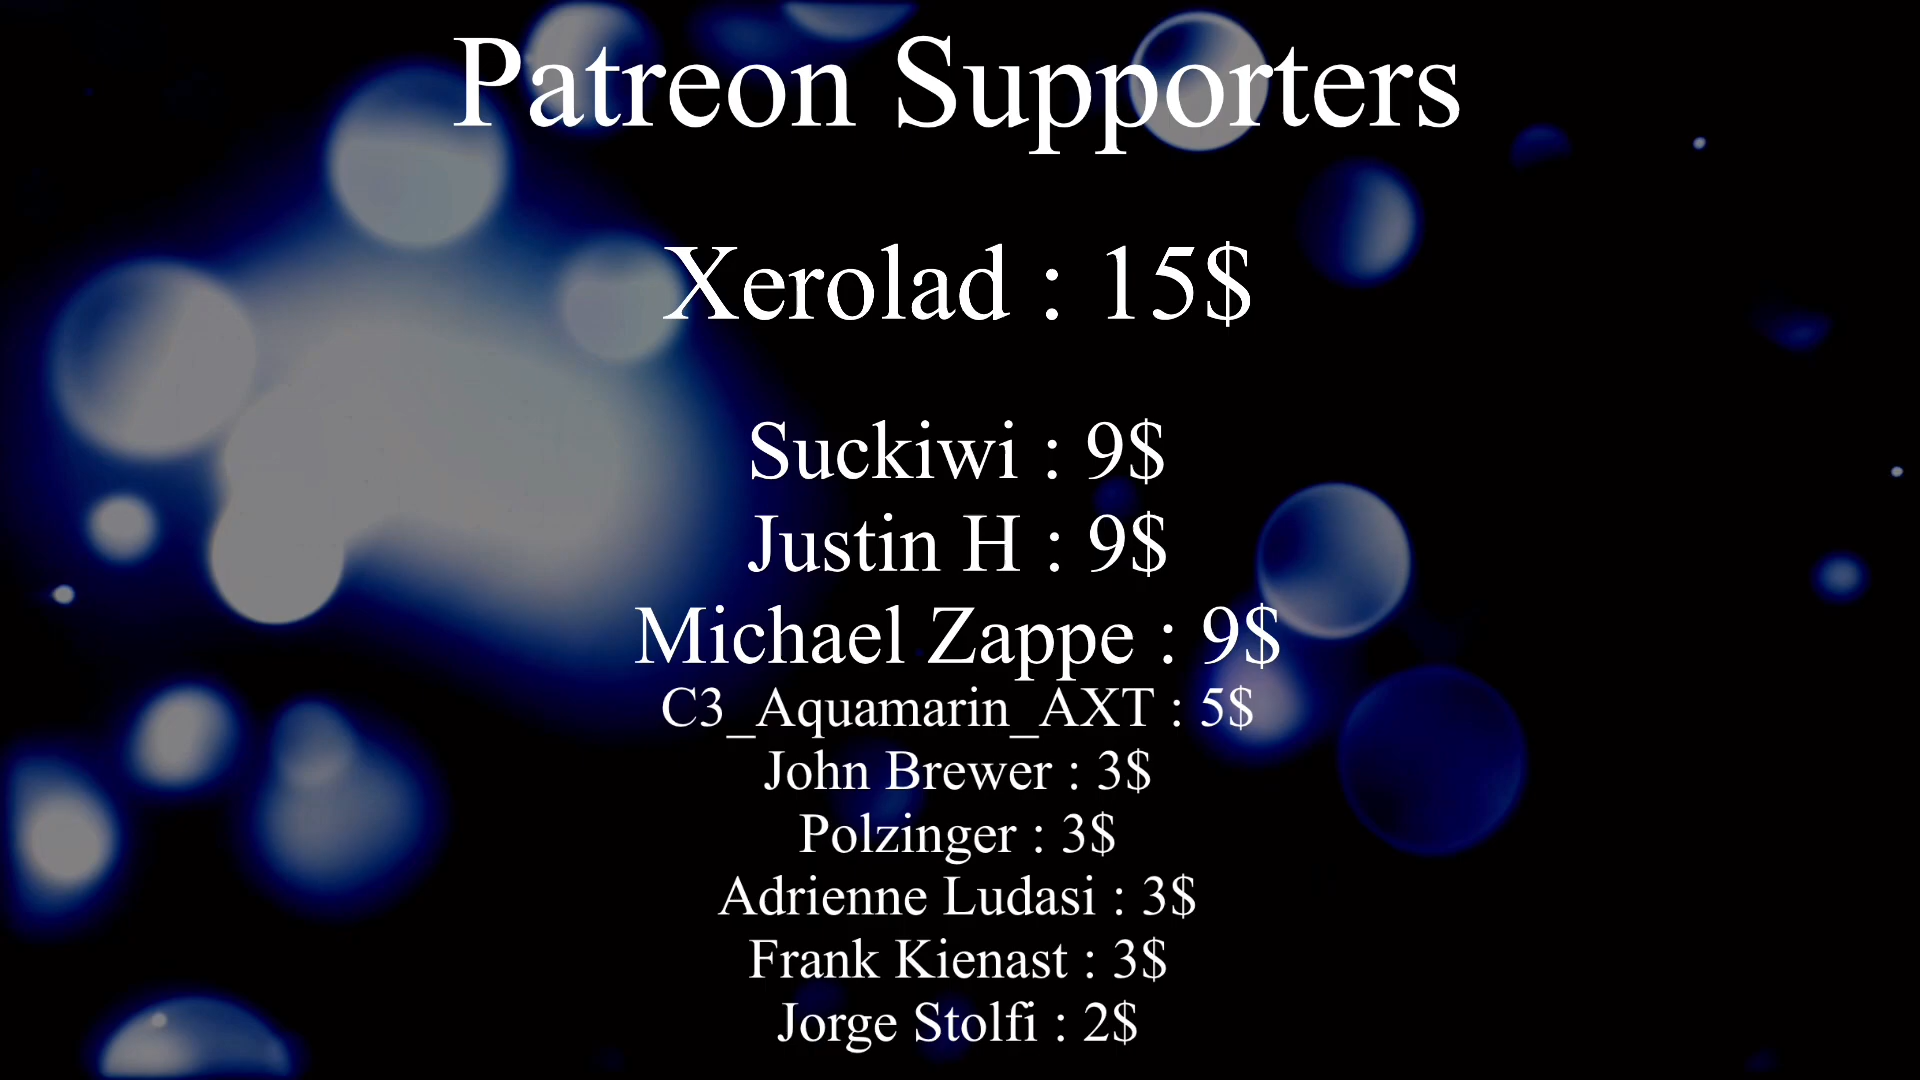 Patreon Supporters
Xerolad : 15$
Suckiwi : 9$
Justin H : 9$
Michael Zappe : 9$
C3_Aquamarin_AXT : 5$
John Brewer : 3$
Polzinger : 3$
Adrienne Ludasi : 3$
Frank Kienast : 3$
Jorge Stolfi : 2$